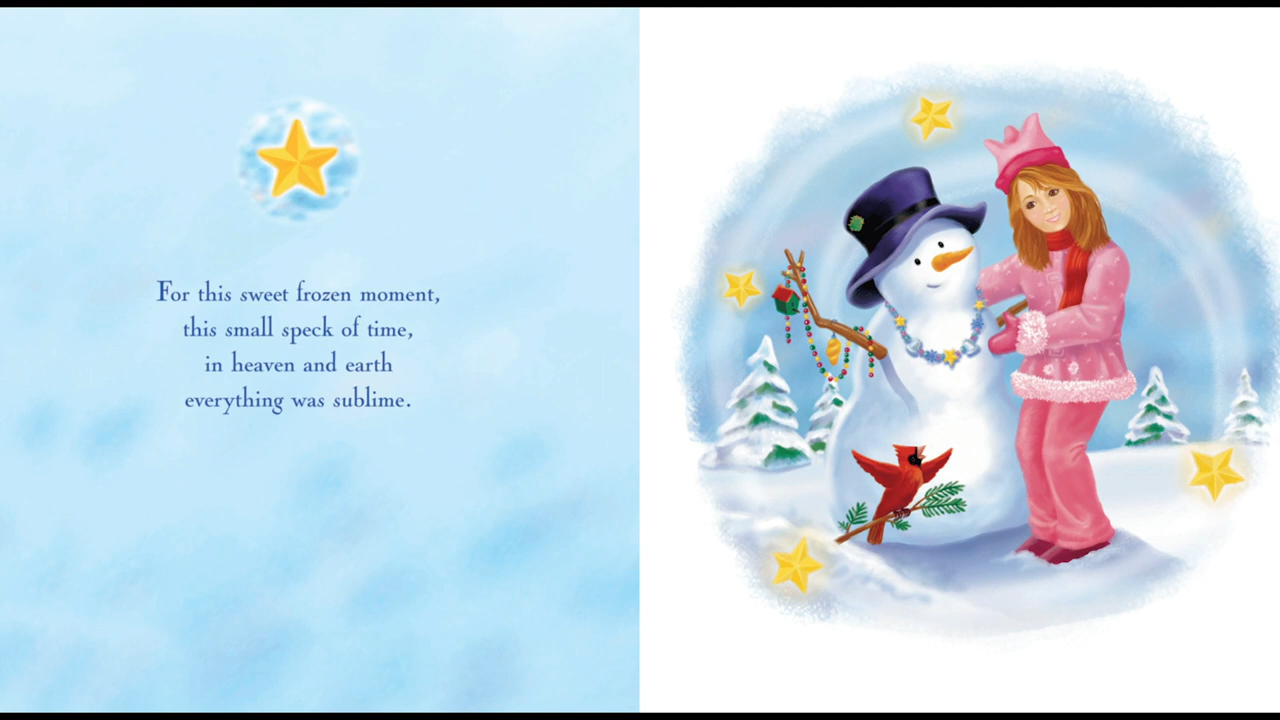 For this sweet frozen moment,
this small speck of time,
in heaven and earth
everything was sublime.